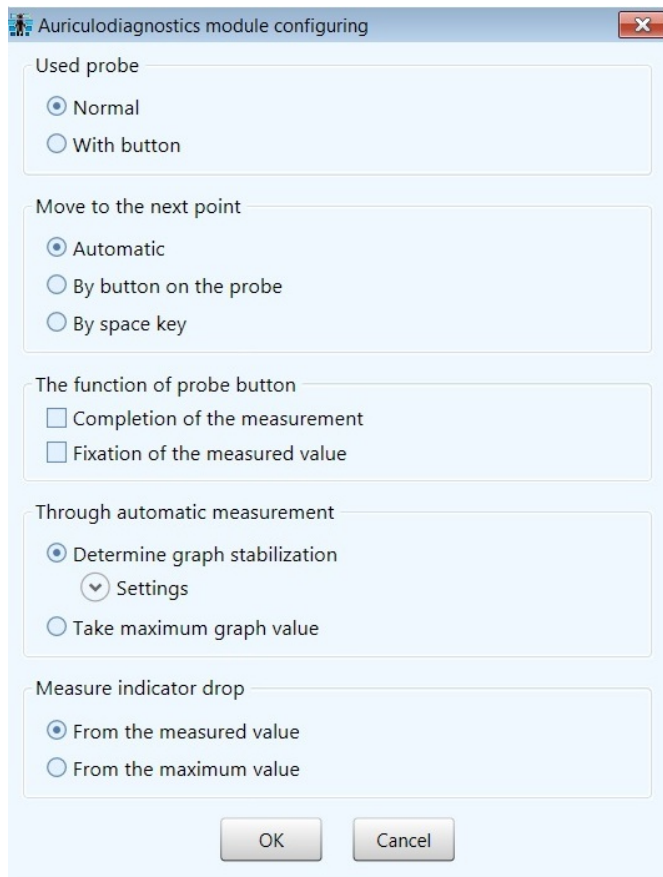 Auriculodiagnostics module configuring
Used probe
Normal
With button
Move to the next point
Automatic
By button on the probe
By space key
The function of probe button
Completion of the measurement
Fixation of the measured value
Through automatic measurement
Determine graph stabilization
Settings
Take maximum graph value
Measure indicator drop
From the measured value
From the maximum value
OK Cancel